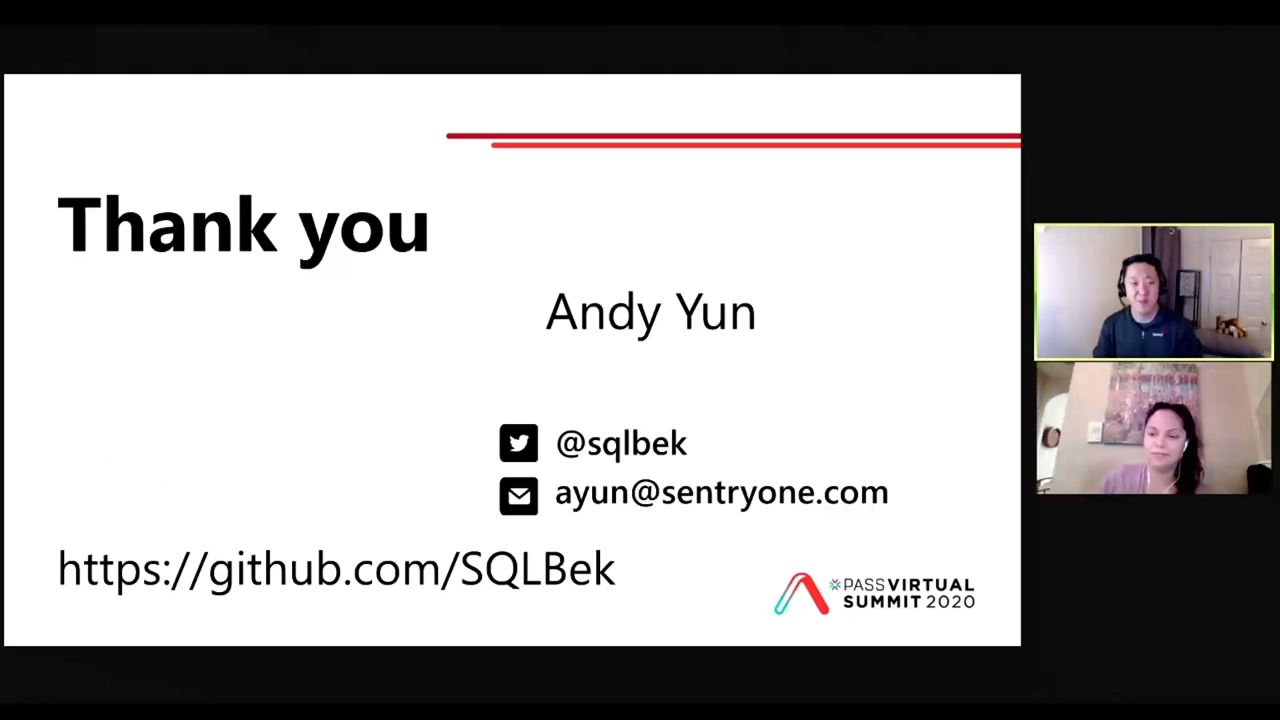 Thank you
Andy Yun
@sqlbek
ayun@sentryone.com
https://github.com/SQLBek
PASS VIRTUAL
SUMMIT 2020